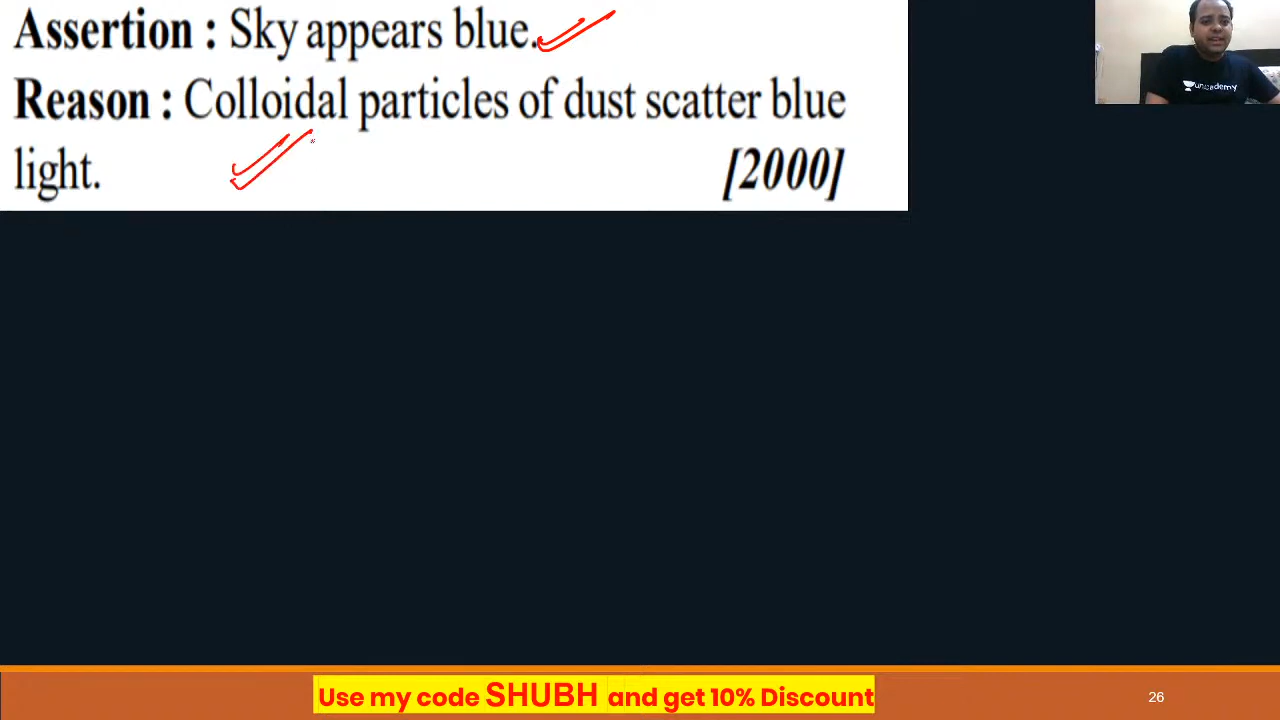 Assertion : Sky appears blue.
Reason : Colloidal particles of dust scatter blue
light. [2000]
unacademy
Use my code SHUBH and get 10% Discount
26